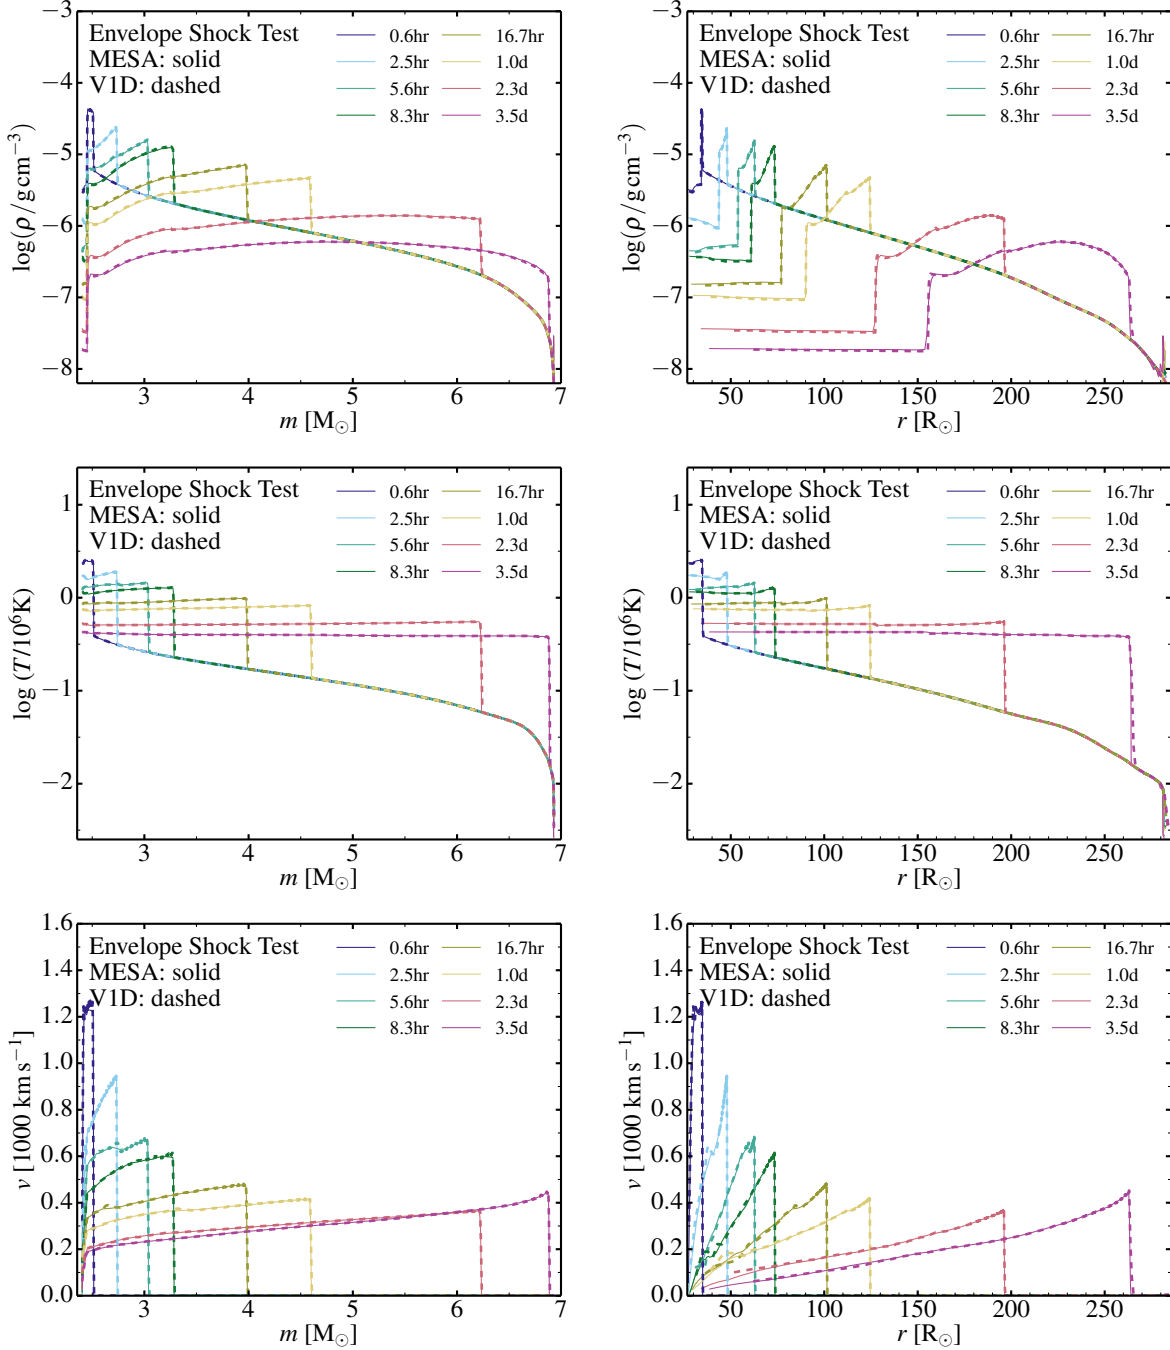 −3
−4
−5
−6
−7
−8
log(ρ/g cm−3)
Envelope Shock Test
MESA: solid
V1D: dashed
0.6hr
2.5hr
5.6hr
8.3hr
16.7hr
1.0d
2.3d
3.5d
3 4 5 6 7
m [M⊙]
−3
−4
−5
−6
−7
−8
log(ρ/g cm−3)
Envelope Shock Test
MESA: solid
V1D: dashed
0.6hr
2.5hr
5.6hr
8.3hr
16.7hr
1.0d
2.3d
3.5d
50 100 150 200 250
r [R⊙]
1
0
−1
−2
log (T/10⁶K)
Envelope Shock Test
MESA: solid
V1D: dashed
0.6hr
2.5hr
5.6hr
8.3hr
16.7hr
1.0d
2.3d
3.5d
3 4 5 6 7
m [M⊙]
1
0
−1
−2
log (T/10⁶K)
Envelope Shock Test
MESA: solid
V1D: dashed
0.6hr
2.5hr
5.6hr
8.3hr
16.7hr
1.0d
2.3d
3.5d
50 100 150 200 250
r [R⊙]
1.6
1.4
1.2
1.0
0.8
0.6
0.4
0.2
0.0
v [1000 km s−1]
Envelope Shock Test
MESA: solid
V1D: dashed
0.6hr
2.5hr
5.6hr
8.3hr
16.7hr
1.0d
2.3d
3.5d
3 4 5 6 7
m [M⊙]
1.6
1.4
1.2
1.0
0.8
0.6
0.4
0.2
0.0
v [1000 km s−1]
Envelope Shock Test
MESA: solid
V1D: dashed
0.6hr
2.5hr
5.6hr
8.3hr
16.7hr
1.0d
2.3d
3.5d
50 100 150 200 250
r [R⊙]